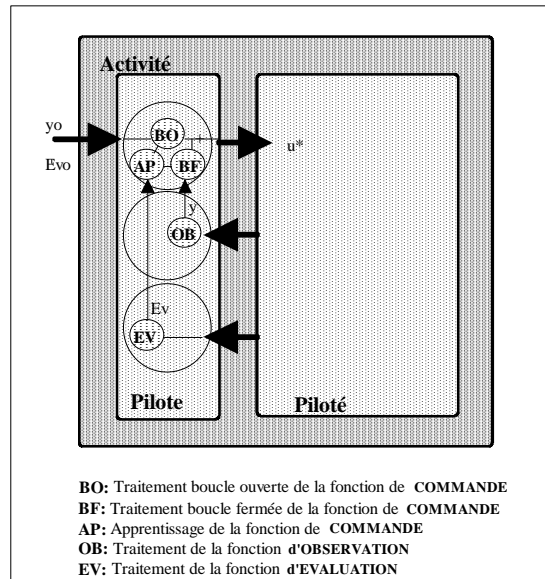 Activité
yo
Evo
BO
+
AP
BF
u*
y
OB
Ev
EV
Pilote
Piloté
BO: Traitement boucle ouverte de la fonction de COMMANDE
BF: Traitement boucle fermée de la fonction de COMMANDE
AP: Apprentissage de la fonction de COMMANDE
OB: Traitement de la fonction d'OBSERVATION
EV: Traitement de la fonction d'EVALUATION